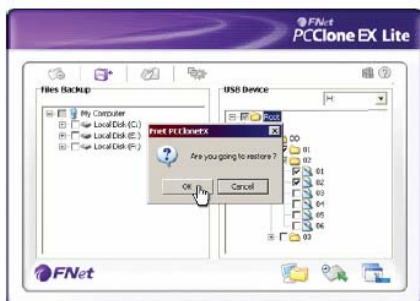 FNet
PCClone EX Lite
Files Backup
USB Device
H:
My Computer
Local Disk (C:)
Local Disk (E:)
Local Disk (F:)
Root
00
01
02
01
02
03
04
05
06
03
Fnet PCCloneEX
Are you going to restore ?
OK
Cancel
FNet